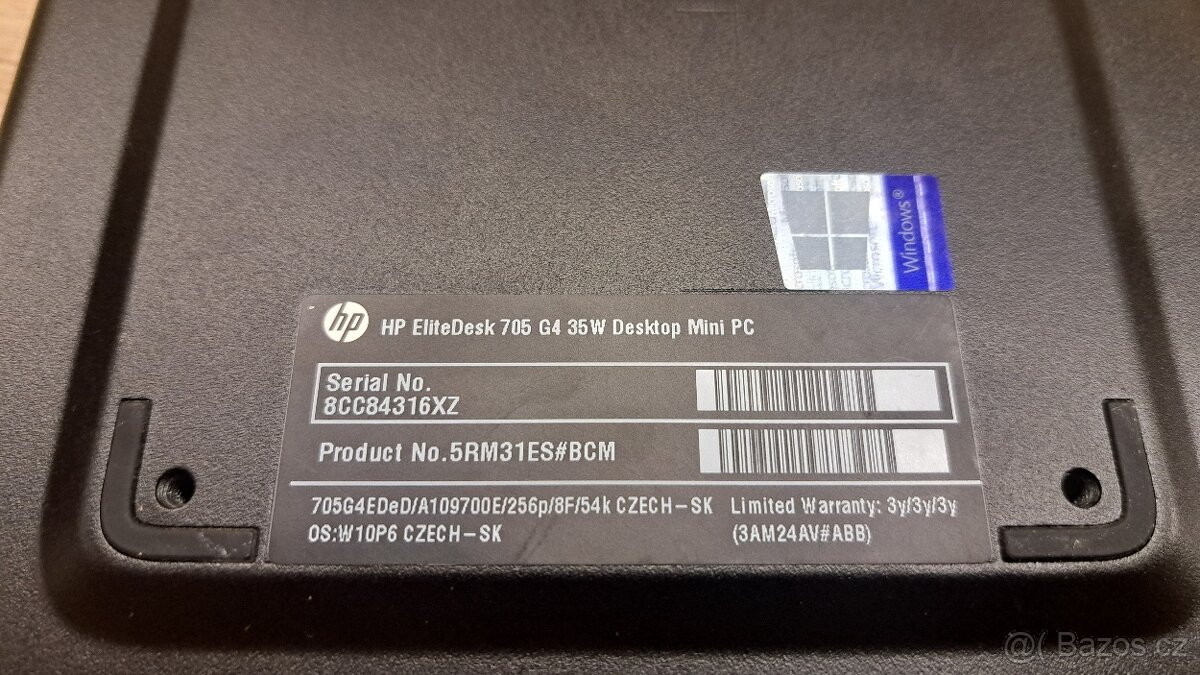 Windows®
hp
HP EliteDesk 705 G4 35W Desktop Mini PC
Serial No.
8CC84316XZ
Product No.5RM31ES#BCM
705G4EDeD/A109700E/256p/8F/54k CZECH-SK
OS:W10P6 CZECH-SK
Limited Warranty: 3y/3y/3y
(3AM24AV#ABB)
@( Bazos.cz